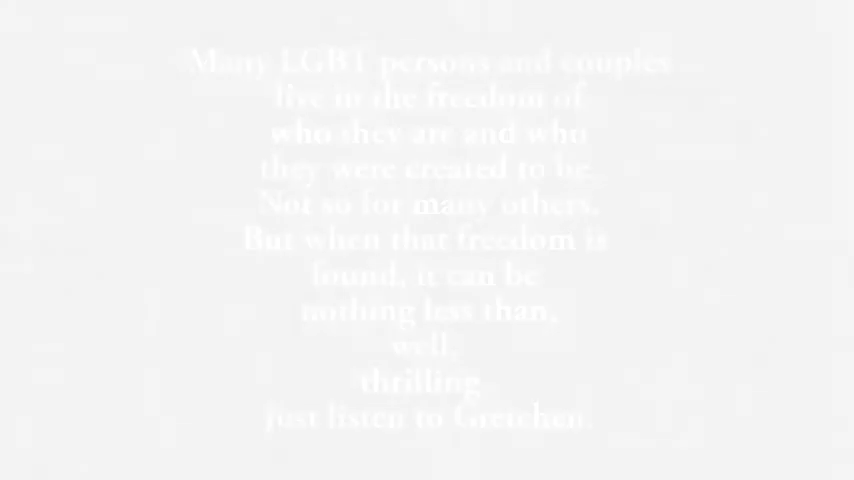 Many LGBT persons and couples
live in the freedom of
who they are and who
they were created to be.
Not so for many others.
But when that freedom is
found, it can be
nothing less than,
well,
thrilling.
Just listen to Gretchen.